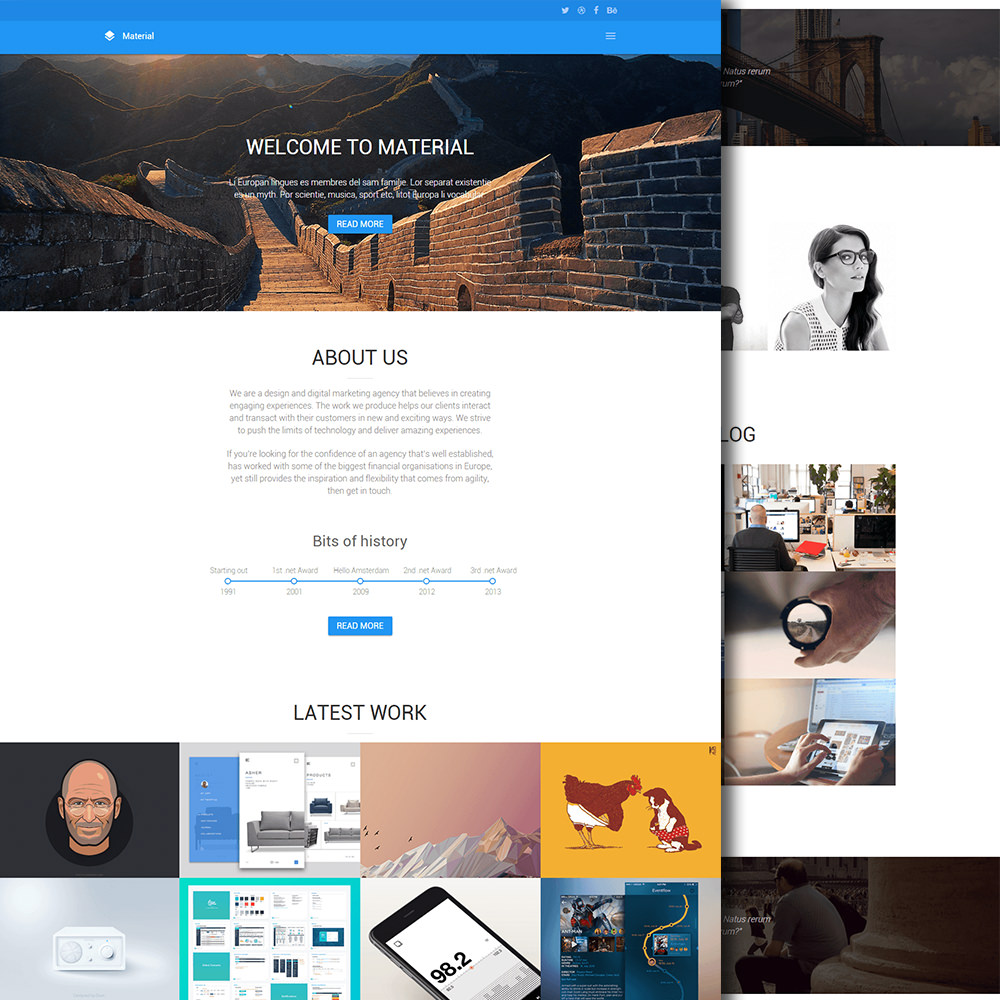 Bē
Material
WELCOME TO MATERIAL
Li Europan lingues es membres del sam familie. Lor separat existentie
es un myth. Por scientie, musica, sport etc, litot Europa li vocabular
READ MORE
ABOUT US
We are a design and digital marketing agency that believes in creating
engaging experiences. The work we produce helps our clients interact
and transact with their customers in new and exciting ways. We strive
to push the limits of technology and deliver amazing experiences.
If you're looking for the confidence of an agency that's well established,
has worked with some of the biggest financial organisations in Europe,
yet still provides the inspiration and flexibility that comes from agility,
then get in touch.
Bits of history
Starting out 1st .net Award Hello Amsterdam 2nd .net Award 3rd .net Award
1991 2001 2009 2012 2013
READ MORE
LATEST WORK
ASHER
PRODUCTS
98.2
EventFlow
ANT-MAN
Natus rerum
um?"
LOG
Natus rerum
um?"